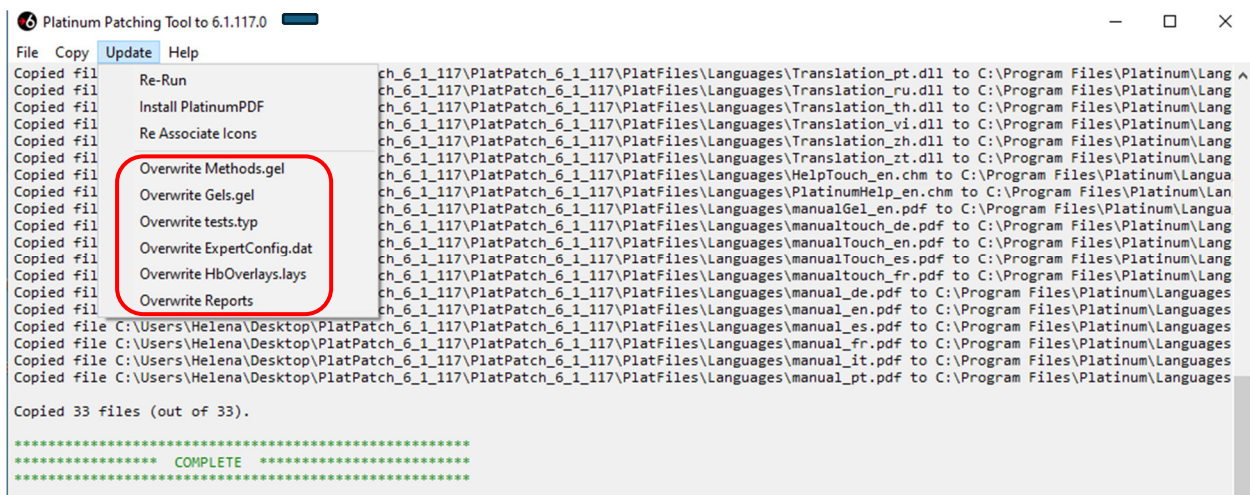 Platinum Patching Tool to 6.1.117.0
File Copy Update Help
Re-Run
Install PlatinumPDF
Re Associate Icons
Overwrite Methods.gel
Overwrite Gels.gel
Overwrite tests.typ
Overwrite ExpertConfig.dat
Overwrite HbOverlays.lays
Overwrite Reports
Copied fil ch_6_1_117\PlatPatch_6_1_117\PlatFiles\Languages\Translation_pt.dll to C:\Program Files\Platinum\Lang
Copied fil ch_6_1_117\PlatPatch_6_1_117\PlatFiles\Languages\Translation_ru.dll to C:\Program Files\Platinum\Lang
Copied fil ch_6_1_117\PlatPatch_6_1_117\PlatFiles\Languages\Translation_th.dll to C:\Program Files\Platinum\Lang
Copied fil ch_6_1_117\PlatPatch_6_1_117\PlatFiles\Languages\Translation_vi.dll to C:\Program Files\Platinum\Lang
Copied fil ch_6_1_117\PlatPatch_6_1_117\PlatFiles\Languages\Translation_zh.dll to C:\Program Files\Platinum\Lang
Copied fil ch_6_1_117\PlatPatch_6_1_117\PlatFiles\Languages\Translation_zt.dll to C:\Program Files\Platinum\Lang
Copied fil ch_6_1_117\PlatPatch_6_1_117\PlatFiles\Languages\HelpTouch_en.chm to C:\Program Files\Platinum\Langua
Copied fil ch_6_1_117\PlatPatch_6_1_117\PlatFiles\Languages\PlatinumHelp_en.chm to C:\Program Files\Platinum\Lan
Copied fil ch_6_1_117\PlatPatch_6_1_117\PlatFiles\Languages\manualGel_en.pdf to C:\Program Files\Platinum\Langua
Copied fil ch_6_1_117\PlatPatch_6_1_117\PlatFiles\Languages\manualtouch_de.pdf to C:\Program Files\Platinum\Lang
Copied fil ch_6_1_117\PlatPatch_6_1_117\PlatFiles\Languages\manualTouch_en.pdf to C:\Program Files\Platinum\Lang
Copied fil ch_6_1_117\PlatPatch_6_1_117\PlatFiles\Languages\manualTouch_es.pdf to C:\Program Files\Platinum\Lang
Copied fil ch_6_1_117\PlatPatch_6_1_117\PlatFiles\Languages\manualtouch_fr.pdf to C:\Program Files\Platinum\Lang
Copied fil ch_6_1_117\PlatPatch_6_1_117\PlatFiles\Languages\manual_de.pdf to C:\Program Files\Platinum\Languages
Copied fil ch_6_1_117\PlatPatch_6_1_117\PlatFiles\Languages\manual_en.pdf to C:\Program Files\Platinum\Languages
Copied file C:\Users\Helena\Desktop\PlatPatch_6_1_117\PlatPatch_6_1_117\PlatFiles\Languages\manual_es.pdf to C:\Program Files\Platinum\Languages
Copied file C:\Users\Helena\Desktop\PlatPatch_6_1_117\PlatPatch_6_1_117\PlatFiles\Languages\manual_fr.pdf to C:\Program Files\Platinum\Languages
Copied file C:\Users\Helena\Desktop\PlatPatch_6_1_117\PlatPatch_6_1_117\PlatFiles\Languages\manual_it.pdf to C:\Program Files\Platinum\Languages
Copied file C:\Users\Helena\Desktop\PlatPatch_6_1_117\PlatPatch_6_1_117\PlatFiles\Languages\manual_pt.pdf to C:\Program Files\Platinum\Languages
Copied 33 files (out of 33).
******************************************************
***************** COMPLETE *************************
******************************************************